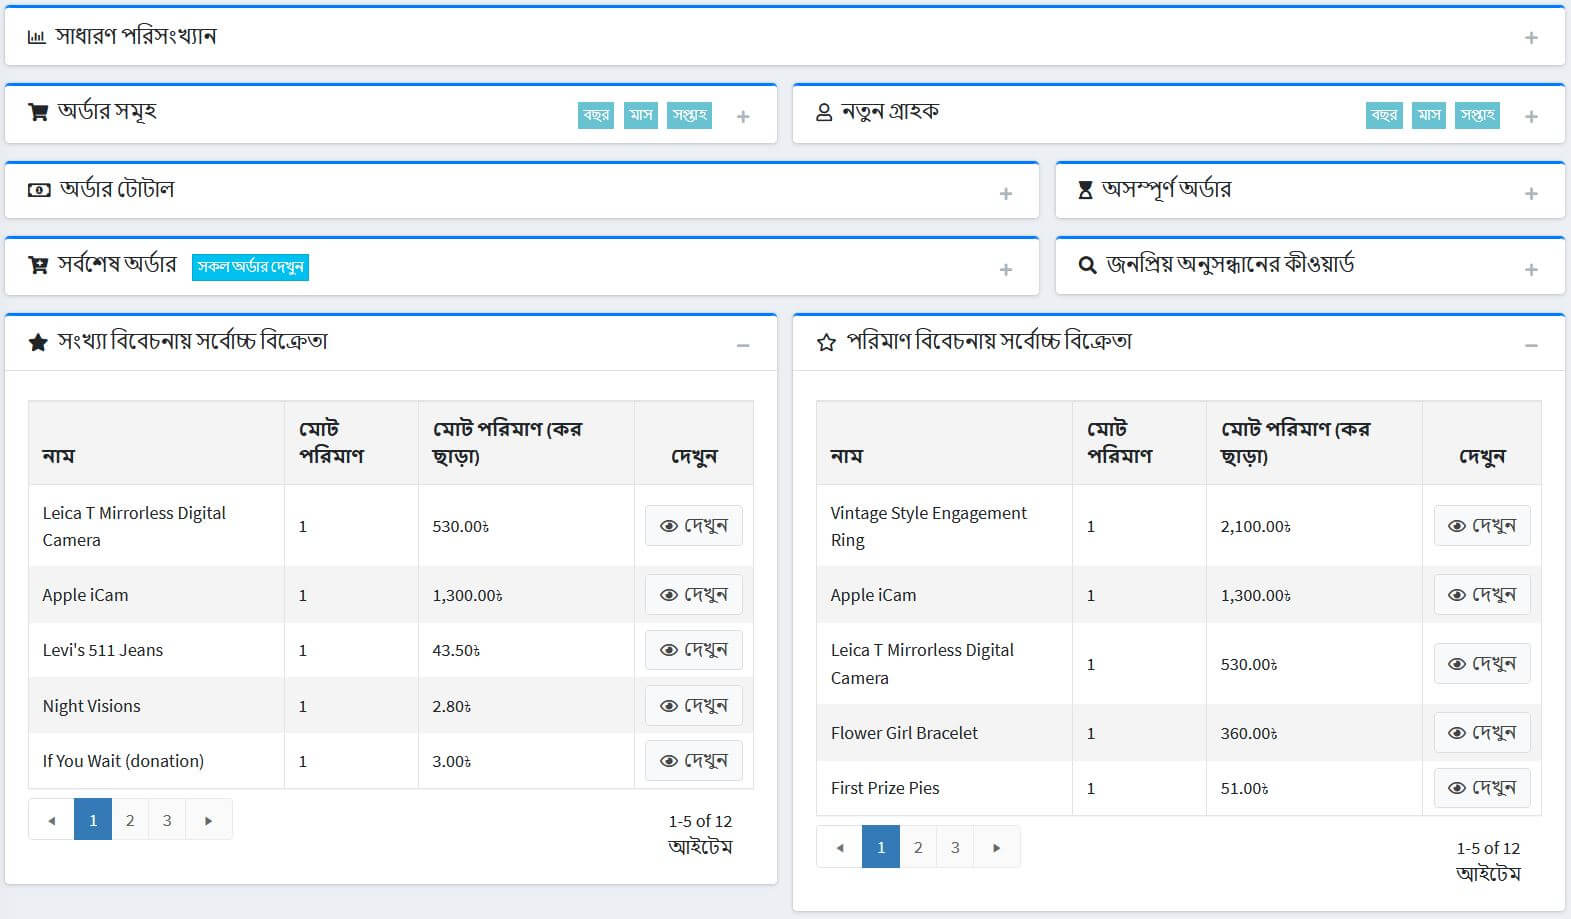 সাধারণ পরিসংখ্যান
অর্ডার সমূহ বছর মাস সপ্তাহ
নতুন গ্রাহক বছর মাস সপ্তাহ
অর্ডার টোটাল
অসম্পূর্ণ অর্ডার
সর্বশেষ অর্ডার সকল অর্ডার দেখুন
জনপ্রিয় অনুসন্ধানের কীওয়ার্ড
সংখ্যা বিবেচনায় সর্বোচ্চ বিক্রেতা
নাম মোট পরিমাণ মোট পরিমাণ (কর ছাড়া) দেখুন
Leica T Mirrorless Digital Camera 1 530.00৳ দেখুন
Apple iCam 1 1,300.00৳ দেখুন
Levi's 511 Jeans 1 43.50৳ দেখুন
Night Visions 1 2.80৳ দেখুন
If You Wait (donation) 1 3.00৳ দেখুন
1 2 3
1-5 of 12
আইটেম
পরিমাণ বিবেচনায় সর্বোচ্চ বিক্রেতা
নাম মোট পরিমাণ মোট পরিমাণ (কর ছাড়া) দেখুন
Vintage Style Engagement Ring 1 2,100.00৳ দেখুন
Apple iCam 1 1,300.00৳ দেখুন
Leica T Mirrorless Digital Camera 1 530.00৳ দেখুন
Flower Girl Bracelet 1 360.00৳ দেখুন
First Prize Pies 1 51.00৳ দেখুন
1 2 3
1-5 of 12
আইটেম